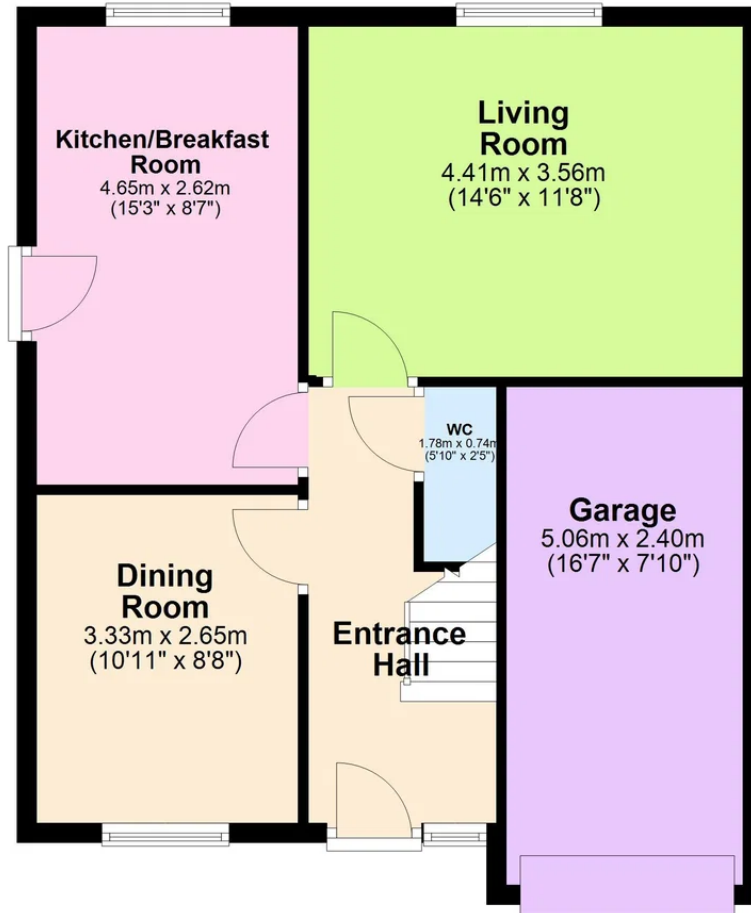 Kitchen/Breakfast
Room
4.65m x 2.62m
(15'3" x 8'7")
Living
Room
4.41m x 3.56m
(14'6" x 11'8")
WC
1.78m x 0.74m
(5'10" x 2'5")
Garage
5.06m x 2.40m
(16'7" x 7'10")
Dining
Room
3.33m x 2.65m
(10'11" x 8'8")
Entrance
Hall